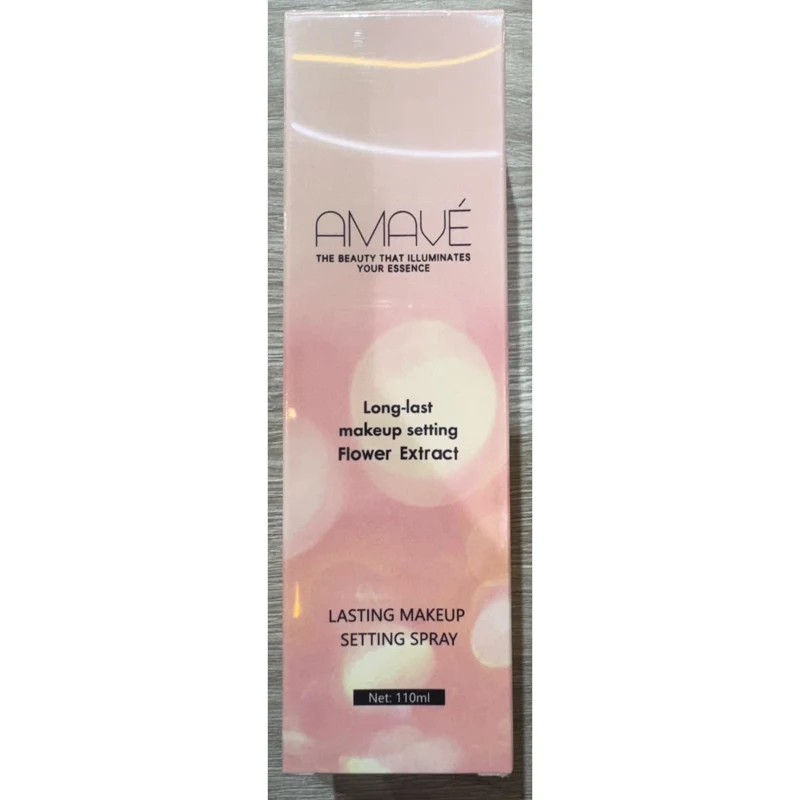 AMAVÉ
THE BEAUTY THAT ILLUMINATES
YOUR ESSENCE
Long-last
makeup setting
Flower Extract
LASTING MAKEUP
SETTING SPRAY
Net: 110ml